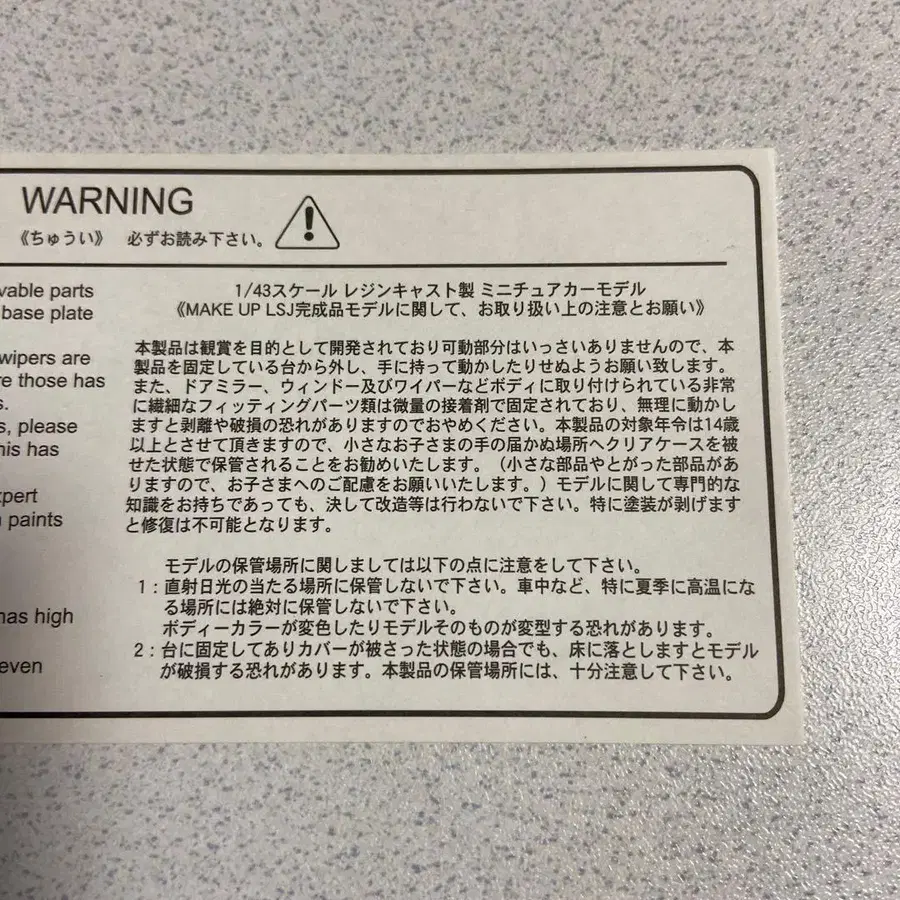 WARNING
《ちゅうい》 必ずお読み下さい。
vable parts
base plate
wipers are
re those has
s.
s, please
his has
xpert
n paints
has high
even
1/43スケール レジンキャスト製 ミニチュアカーモデル
《MAKE UP LSJ完成品モデルに関して、お取り扱い上の注意とお願い》
本製品は観賞を目的として開発されており可動部分はいっさいありませんので、本
製品を固定している台から外し、手に持って動かしたりせぬようお願い致します。
また、ドアミラー、ウィンドー及びワイパーなどボディに取り付けられている非常
に繊細なフィッティングパーツ類は微量の接着剤で固定されており、無理に動かし
ますと剥離や破損の恐れがありますのでおやめください。本製品の対象年令は14歳
以上とさせて頂きますので、小さなお子さまの手の届かぬ場所へクリアケースを被
せた状態で保管されることをお勧めいたします。（小さな部品やとがった部品があ
りますので、お子さまへのご配慮をお願いいたします。）モデルに関して専門的な
知識をお持ちであっても、決して改造等は行わないで下さい。特に塗装が剥げます
と修復は不可能となります。
モデルの保管場所に関しましては以下の点に注意をして下さい。
1：直射日光の当たる場所に保管しないで下さい。車中など、特に夏季に高温にな
る場所には絶対に保管しないで下さい。
ボディーカラーが変色したりモデルそのものが変型する恐れがあります。
2：台に固定してありカバーが被さった状態の場合でも、床に落としますとモデル
が破損する恐れがあります。本製品の保管場所には、十分注意して下さい。